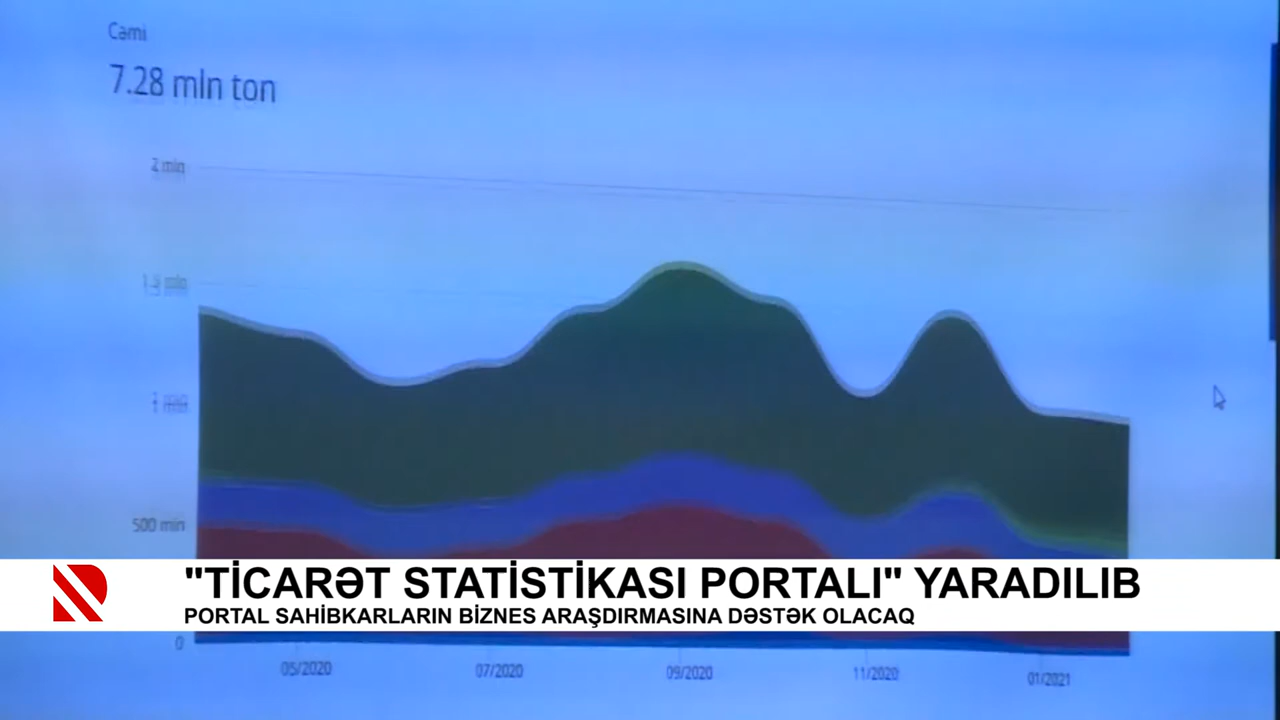 Cəmi
7.28 mln ton
2 mln
500 min
"TİCARƏT STATİSTİKASI PORTALI" YARADILIB
PORTAL SAHİBKARLARIN BİZNES ARAŞDIRMASINA DƏSTƏK OLACAQ
0
05/2020
07/2020
09/2020
11/2020
01/2021